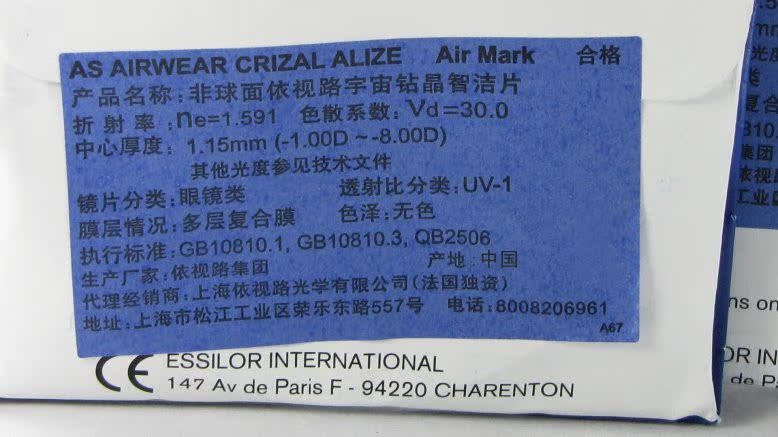 AS AIRWEAR CRIZAL ALIZE Air Mark 合格
产品名称：非球面依视路宇宙钻晶智洁片
折射率：ne=1.591 色散系数：Vd=30.0
中心厚度：1.15mm (-1.00D ~-8.00D)
其他光度参见技术文件
镜片分类：眼镜类 透射比分类：UV-1
膜层情况：多层复合膜 色泽：无色
执行标准：GB10810.1, GB10810.3, QB2506
生产厂家：依视路集团 产地：中国
代理经销商：上海依视路光学有限公司(法国独资)
地址：上海市松江工业区荣乐东路557号 电话：8008206961
A67
CE ESSILOR INTERNATIONAL
147 Av de Paris F - 94220 CHARENTON